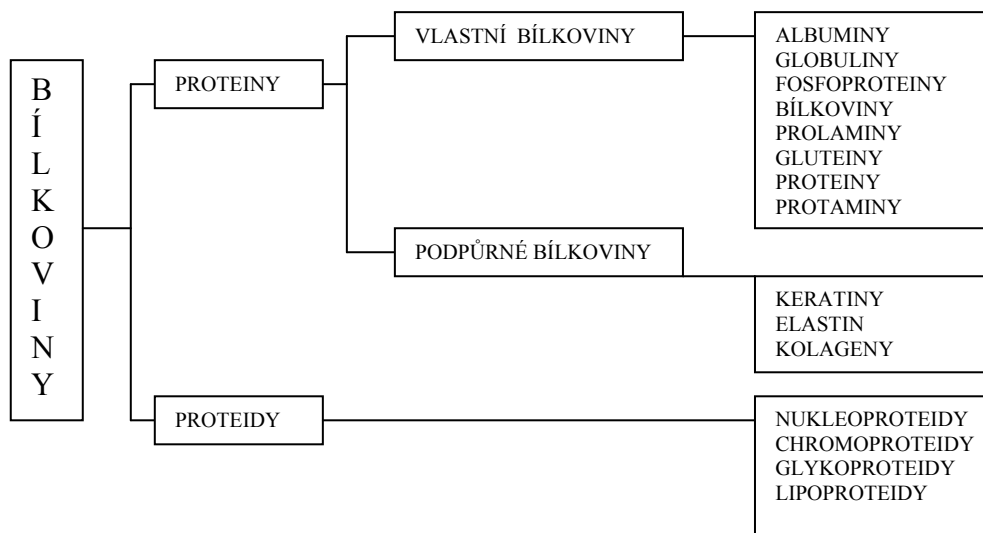 BÍLKOVINY
PROTEINY
VLASTNÍ BÍLKOVINY
ALBUMINY
GLOBULINY
FOSFOPROTEINY
BÍLKOVINY
PROLAMINY
GLUTEINY
PROTEINY
PROTAMINY
PODPŮRNÉ BÍLKOVINY
KERATINY
ELASTIN
KOLAGENY
PROTEIDY
NUKLEOPROTEIDY
CHROMOPROTEIDY
GLYKOPROTEIDY
LIPOPROTEIDY